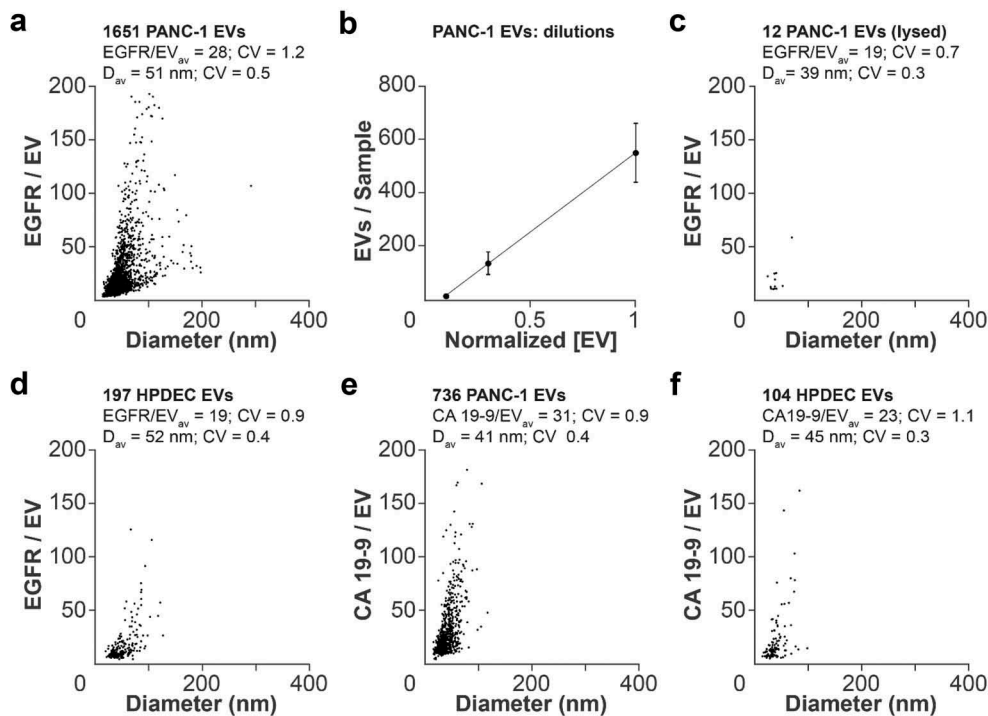 a
1651 PANC-1 EVs
EGFR/EVav = 28; CV = 1.2
Dav = 51 nm; CV = 0.5
200
150
100
50
0
200
400
EGFR / EV
Diameter (nm)
b
PANC-1 EVs: dilutions
800
600
400
200
0
0.5
1
EVs / Sample
Normalized [EV]
c
12 PANC-1 EVs (lysed)
EGFR/EVav = 19; CV = 0.7
Dav = 39 nm; CV = 0.3
200
150
100
50
0
200
400
EGFR / EV
Diameter (nm)
d
197 HPDEC EVs
EGFR/EVav = 19; CV = 0.9
Dav = 52 nm; CV = 0.4
200
150
100
50
0
200
400
EGFR / EV
Diameter (nm)
e
736 PANC-1 EVs
CA 19-9/EVav = 31; CV = 0.9
Dav = 41 nm; CV 0.4
200
150
100
50
0
200
400
CA 19-9 / EV
Diameter (nm)
f
104 HPDEC EVs
CA19-9/EVav = 23; CV = 1.1
Dav = 45 nm; CV = 0.3
200
150
100
50
0
200
400
CA 19-9 / EV
Diameter (nm)